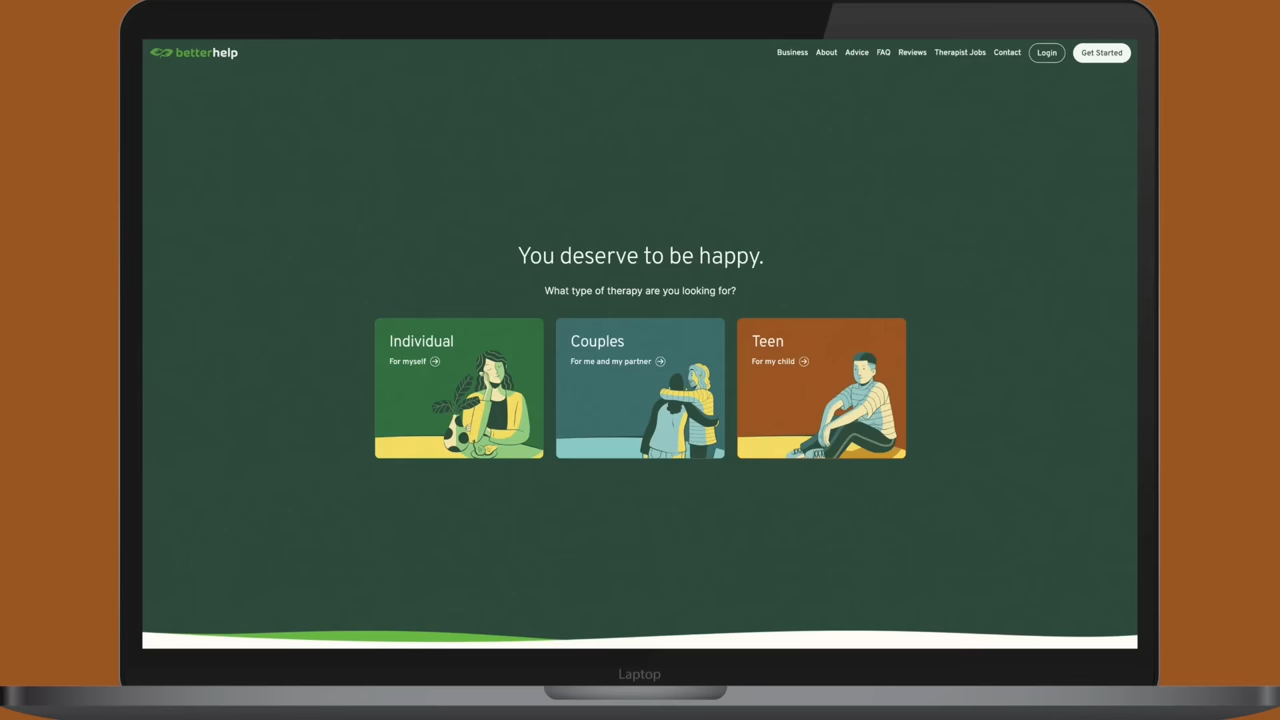 betterhelp
Business About Advice FAQ Reviews Therapist Jobs Contact Login Get Started
You deserve to be happy.
What type of therapy are you looking for?
Individual
For myself
Couples
For me and my partner
Teen
For my child
Laptop